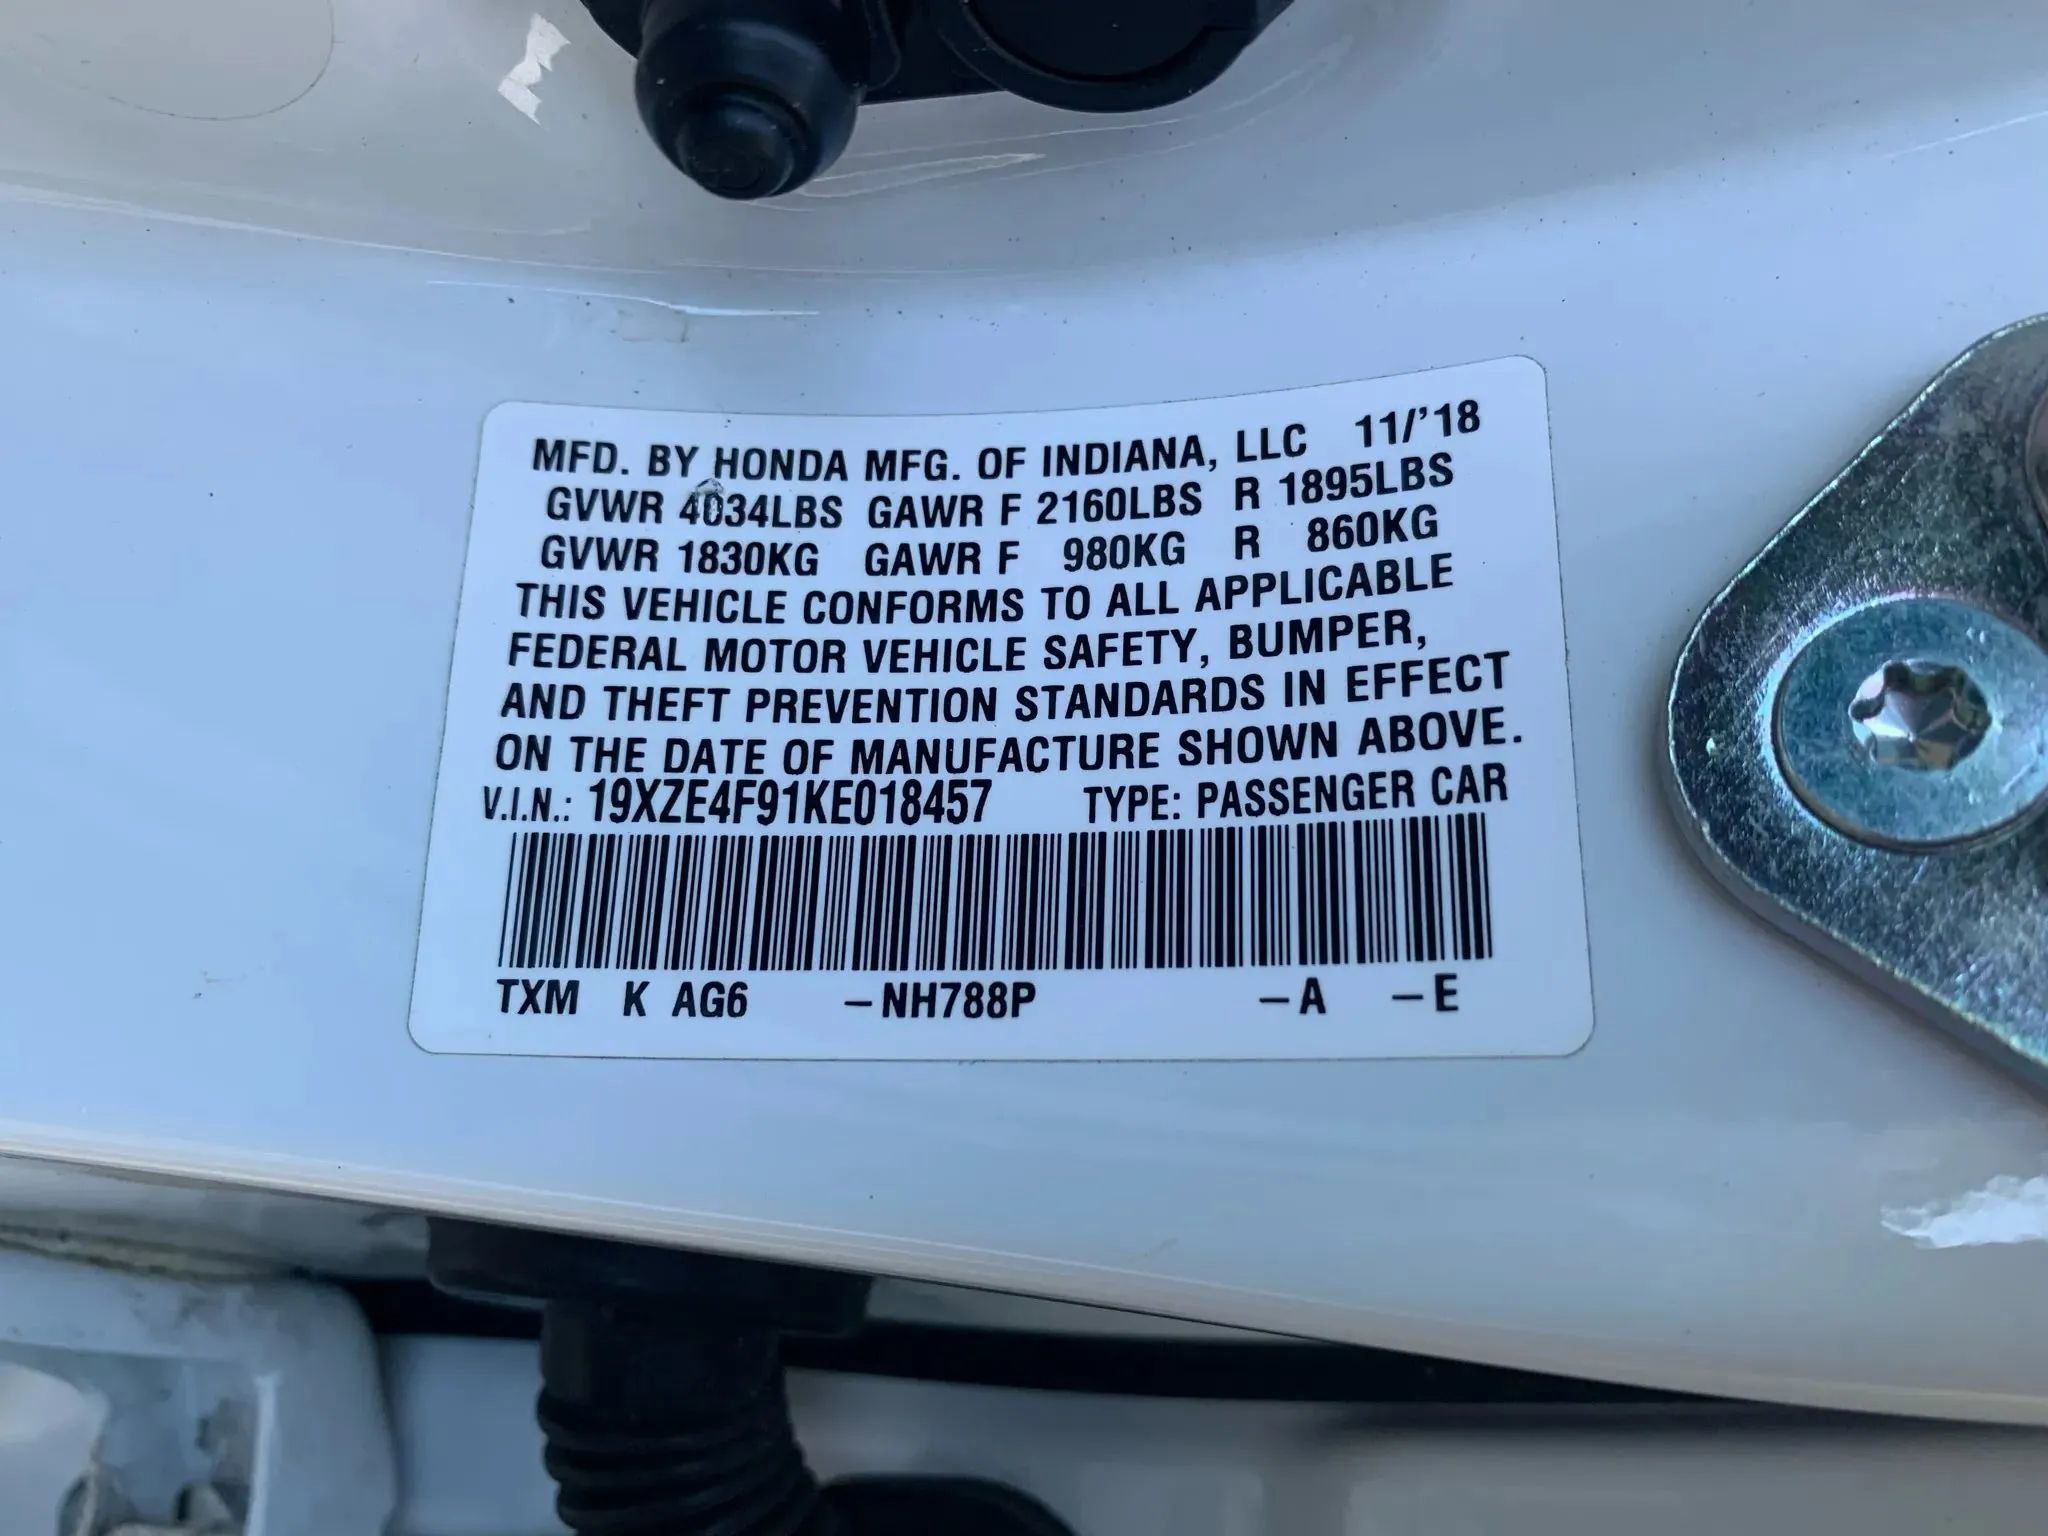 MFD. BY HONDA MFG. OF INDIANA, LLC 11/'18
GVWR 4034LBS GAWR F 2160LBS R 1895LBS
GVWR 1830KG GAWR F 980KG R 860KG
THIS VEHICLE CONFORMS TO ALL APPLICABLE
FEDERAL MOTOR VEHICLE SAFETY, BUMPER,
AND THEFT PREVENTION STANDARDS IN EFFECT
ON THE DATE OF MANUFACTURE SHOWN ABOVE.
V.I.N.: 19XZE4F91KE018457 TYPE: PASSENGER CAR
TXM K AG6 –NH788P –A –E